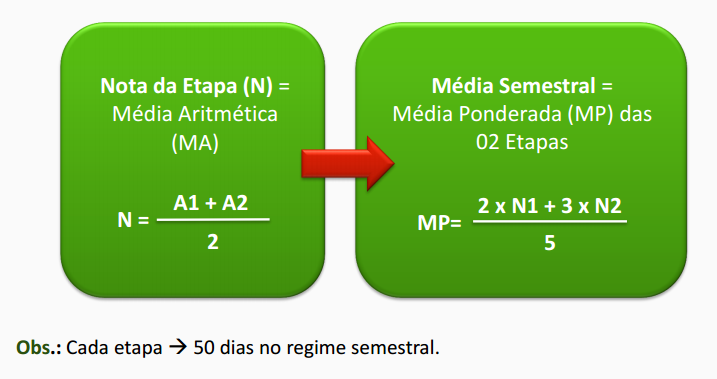 Nota da Etapa (N) =
Média Aritmética
(MA)
N = A1 + A2
2
Média Semestral =
Média Ponderada (MP) das
02 Etapas
MP= 2 x N1 + 3 x N2
5
Obs.: Cada etapa → 50 dias no regime semestral.